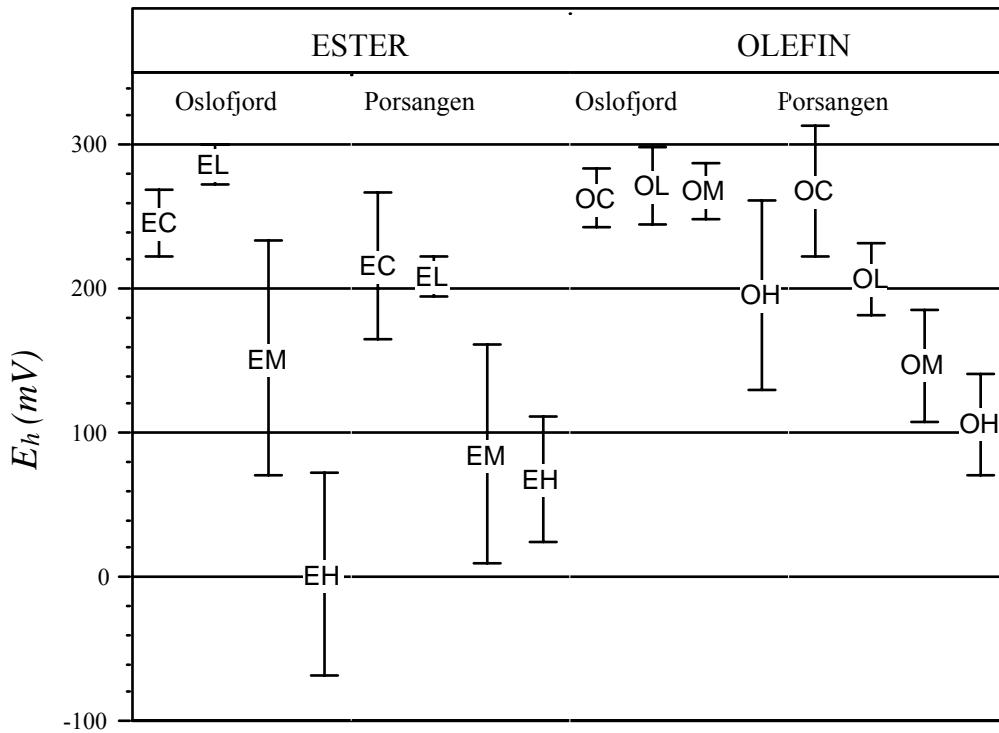 ESTER OLEFIN
Oslofjord Porsangen Oslofjord Porsangen
300
EL
EC
OC OL OM
OC
EC EL
OL
200
OH
EM
OM
Eh (mV)
100
EM
EH
OH
0
EH
-100